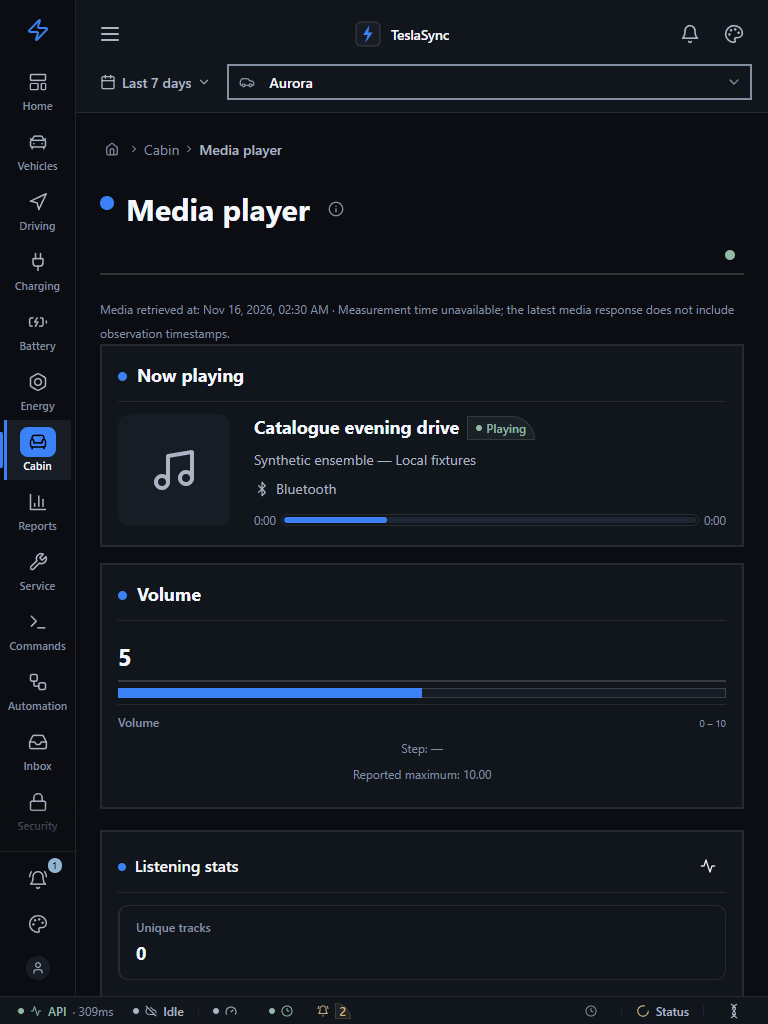 TeslaSync
Last 7 days
Aurora
Home
Vehicles
Driving
Charging
Battery
Energy
Cabin
Reports
Service
Commands
Automation
Inbox
Security
1
Cabin
Media player
Media player
Media retrieved at: Nov 16, 2026, 02:30 AM · Measurement time unavailable; the latest media response does not include
observation timestamps.
Now playing
Catalogue evening drive
Playing
Synthetic ensemble — Local fixtures
Bluetooth
0:00
0:00
Volume
5
Volume
0 – 10
Step: —
Reported maximum: 10.00
Listening stats
Unique tracks
0
API · 309ms
Idle
2
Status